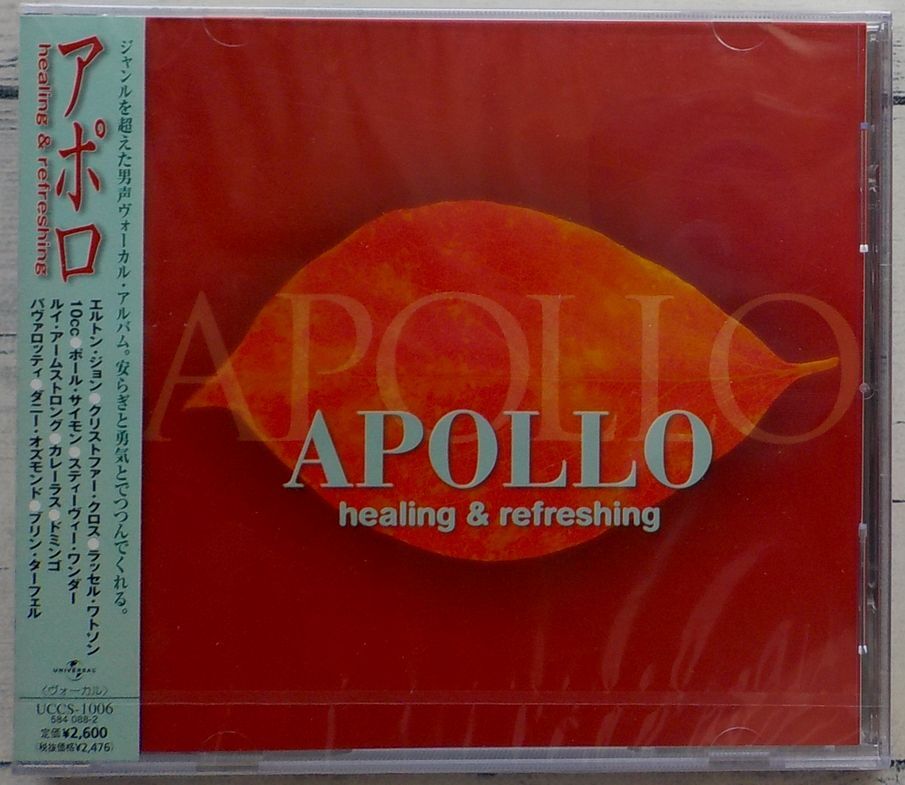 アポロ
healing & refreshing
ジャンルを超えた男声ヴォーカル・アルバム。安らぎと勇気とでつつんでくれる。
エルトン・ジョン●クリストファー・クロス●ラッセル・ワトソン
10cc●ポール・サイモン●スティーヴィー・ワンダー
ルイ・アームストロング●カレーラス●ドミンゴ
パヴァロッティ●ダニー・オズモンド●ブリン・ターフェル
UNIVERSAL
〈ヴォーカル〉
UCCS-1006
584 088-2
定価¥2,600
(税抜価格¥2,476)
APOLLO
APOLLO
healing & refreshing